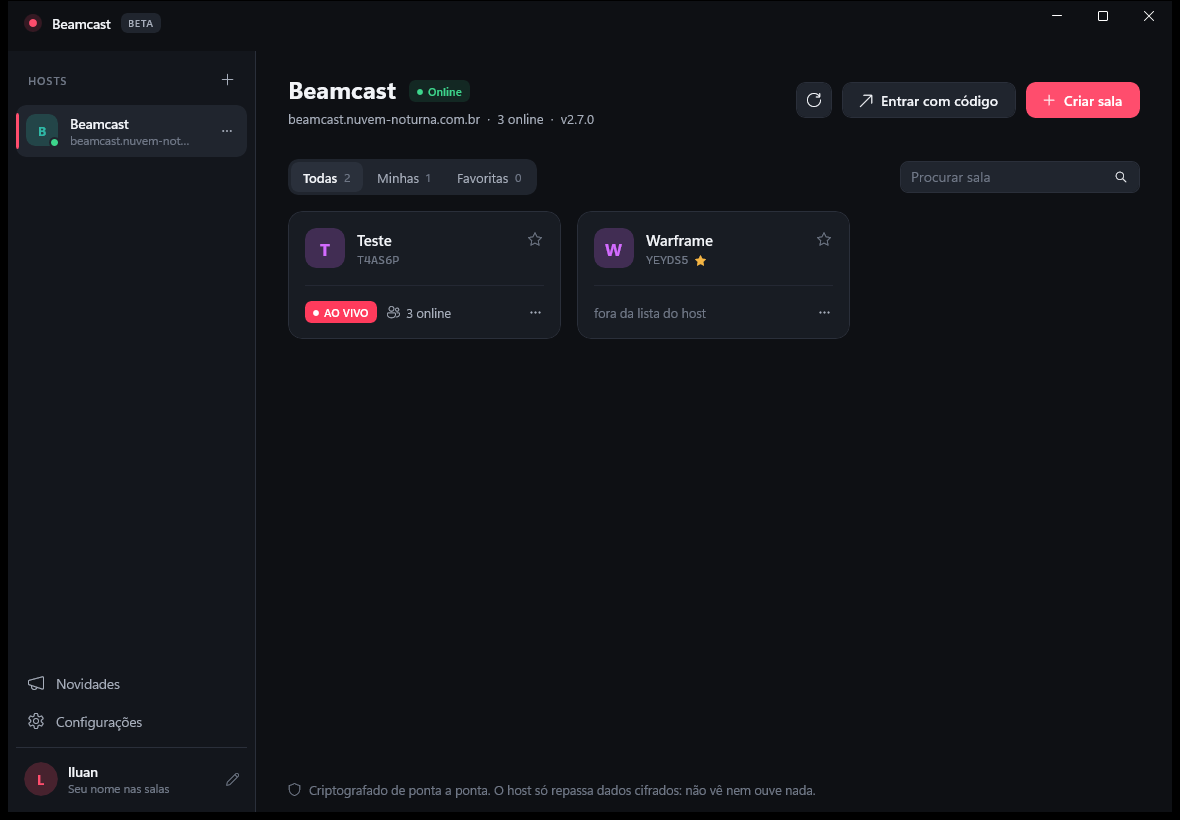 Beamcast BETA
HOSTS
B Beamcast
beamcast.nuvem-not...
Novidades
Configurações
L lluan
Seu nome nas salas
Beamcast Online
beamcast.nuvem-noturna.com.br · 3 online · v2.7.0
Entrar com código
Criar sala
Todas 2 Minhas 1 Favoritas 0
Procurar sala
T Teste
T4AS6P
AO VIVO 3 online
W Warframe
YEYDS5
fora da lista do host
Criptografado de ponta a ponta. O host só repassa dados cifrados: não vê nem ouve nada.